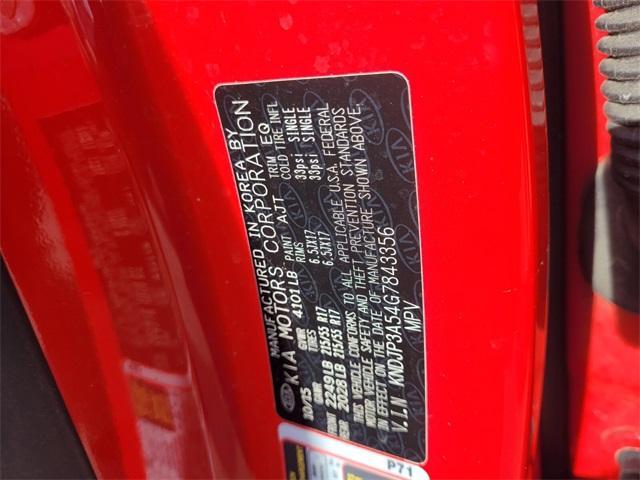 MANUFACTURED IN KOREA BY
KIA MOTORS CORPORATION
10/15 GVWR 4101LB PAINT AJT TRIM EQ
GAWR TIRES RIMS COLD TIRE INFL
2249LB 215/55 R17 6.5JX17 33psi SINGLE
2028LB 215/55 R17 6.5JX17 33psi SINGLE
THIS VEHICLE CONFORMS TO ALL APPLICABLE U.S.A. FEDERAL
MOTOR VEHICLE SAFETY AND THEFT PREVENTION STANDARDS
IN EFFECT ON THE DATE OF MANUFACTURE SHOWN ABOVE.
V.I.N KNDJP3A54G7843356
MPV
P71